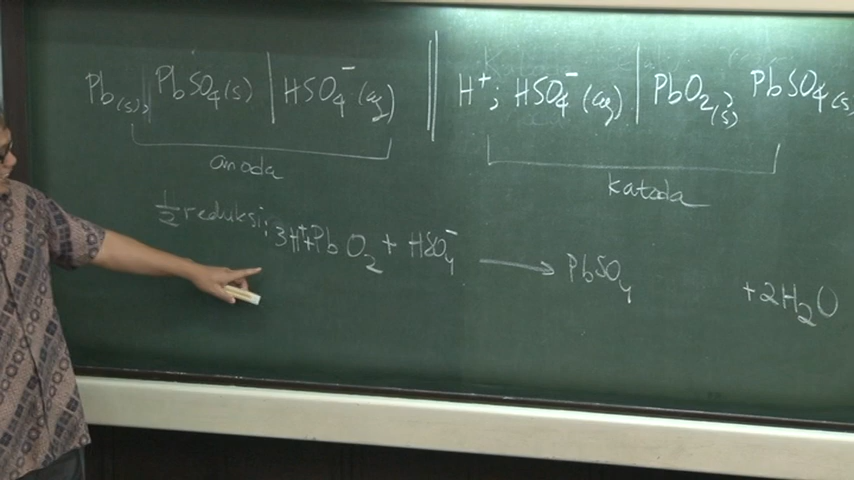 Pb(s), | PbSO₄(s) | HSO₄⁻ (aq) || H⁺; HSO₄⁻ (aq) | PbO₂(s); PbSO₄(s)
anoda katoda
½ reduksi: 3H⁺+PbO₂ + HSO₄⁻ → PbSO₄ +2H₂O